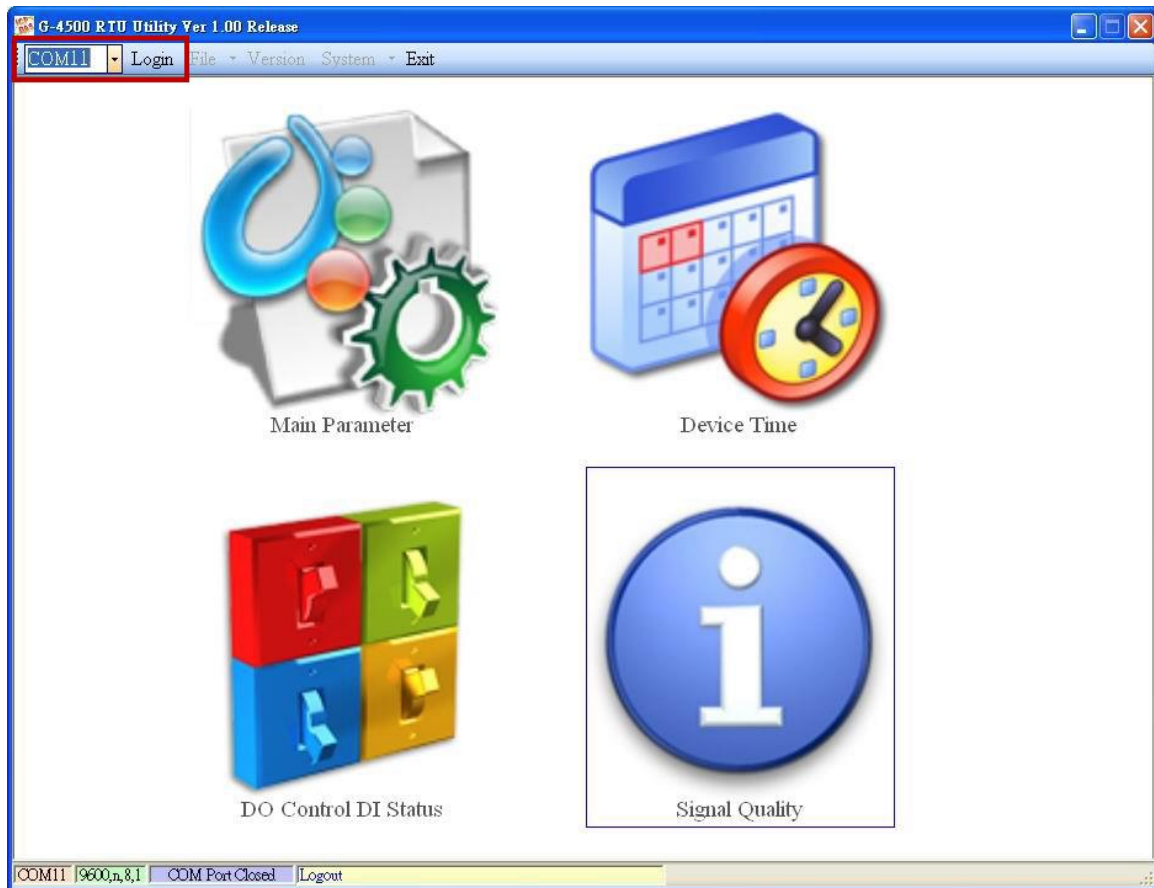 G-4500 RTU Utility Ver 1.00 Release
COM11 Login File Version System Exit
Main Parameter
Device Time
DO Control DI Status
Signal Quality
COM11 9600,n,8,1 COM Port Closed Logout